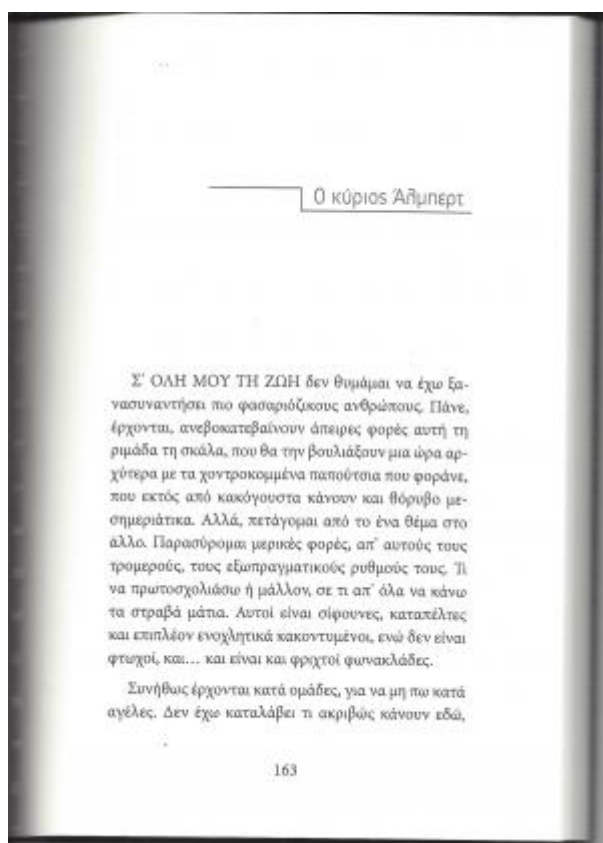 Ο κύριος Άλμπερτ
Σ' ΟΛΗ ΜΟΥ ΤΗ ΖΩΗ δεν θυμάμαι να έχω ξα-
νασυναντήσει πιο φασαριόζικους ανθρώπους. Πάνε,
έρχονται, ανεβοκατεβαίνουν άπειρες φορές αυτή τη
ριμάδα τη σκάλα, που θα την βουλιάξουν μια ώρα αρ-
χύτερα με τα χοντροκομμένα παπούτσια που φοράνε,
που εκτός από κακόγουστα κάνουν και θόρυβο με-
σημεριάτικα. Αλλά, πετάγομαι από το ένα θέμα στο
άλλο. Παρασύρομαι μερικές φορές, απ' αυτούς τους
τρομερούς, τους εξωπραγματικούς ρυθμούς τους. Τι
να πρωτοσχολιάσω ή μάλλον, σε τι απ' όλα να κάνω
τα στραβά μάτια. Αυτοί είναι σίφουνες, καταπέλτες
και επιπλέον ενοχλητικά κακοντυμένοι, ενώ δεν είναι
φτωχοί, και... και είναι και φριχτοί φωνακλάδες.
Συνήθως έρχονται κατά ομάδες, για να μη πω κατά
αγέλες. Δεν έχω καταλάβει τι ακριβώς κάνουν εδώ,
163